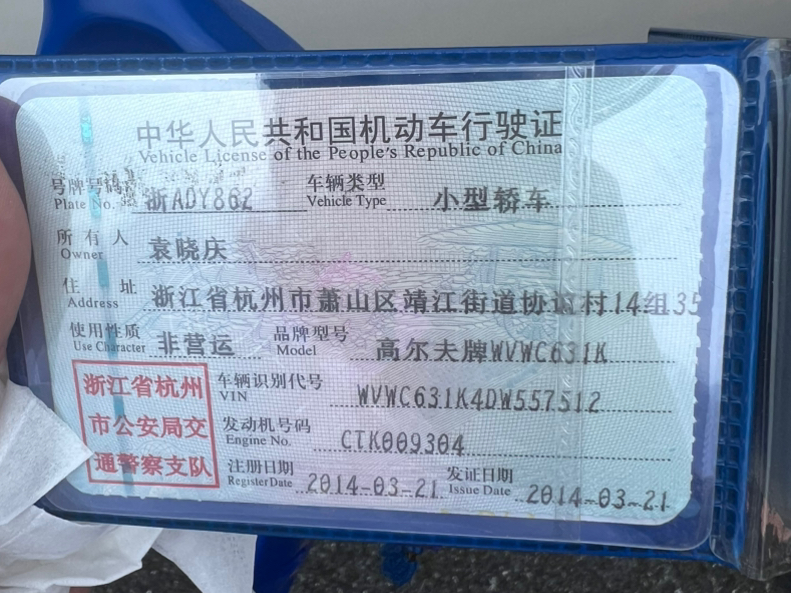 中华人民共和国机动车行驶证
Vehicle License of the People's Republic of China
号牌号码 浙ADY862 车辆类型 小型轿车
Plate No. Vehicle Type
所有人 袁晓庆
Owner
住址 浙江省杭州市萧山区靖江街道协谊村14组35
Address
使用性质 非营运 品牌型号 高尔夫牌WVWC631K
Use Character Model
浙江省杭州 车辆识别代号 WVWC631K4DW557512
VIN
市公安局交 发动机号码 CTK009304
Engine No.
通警察支队 注册日期 2014-03-21 发证日期 2014-03-21
Register Date Issue Date